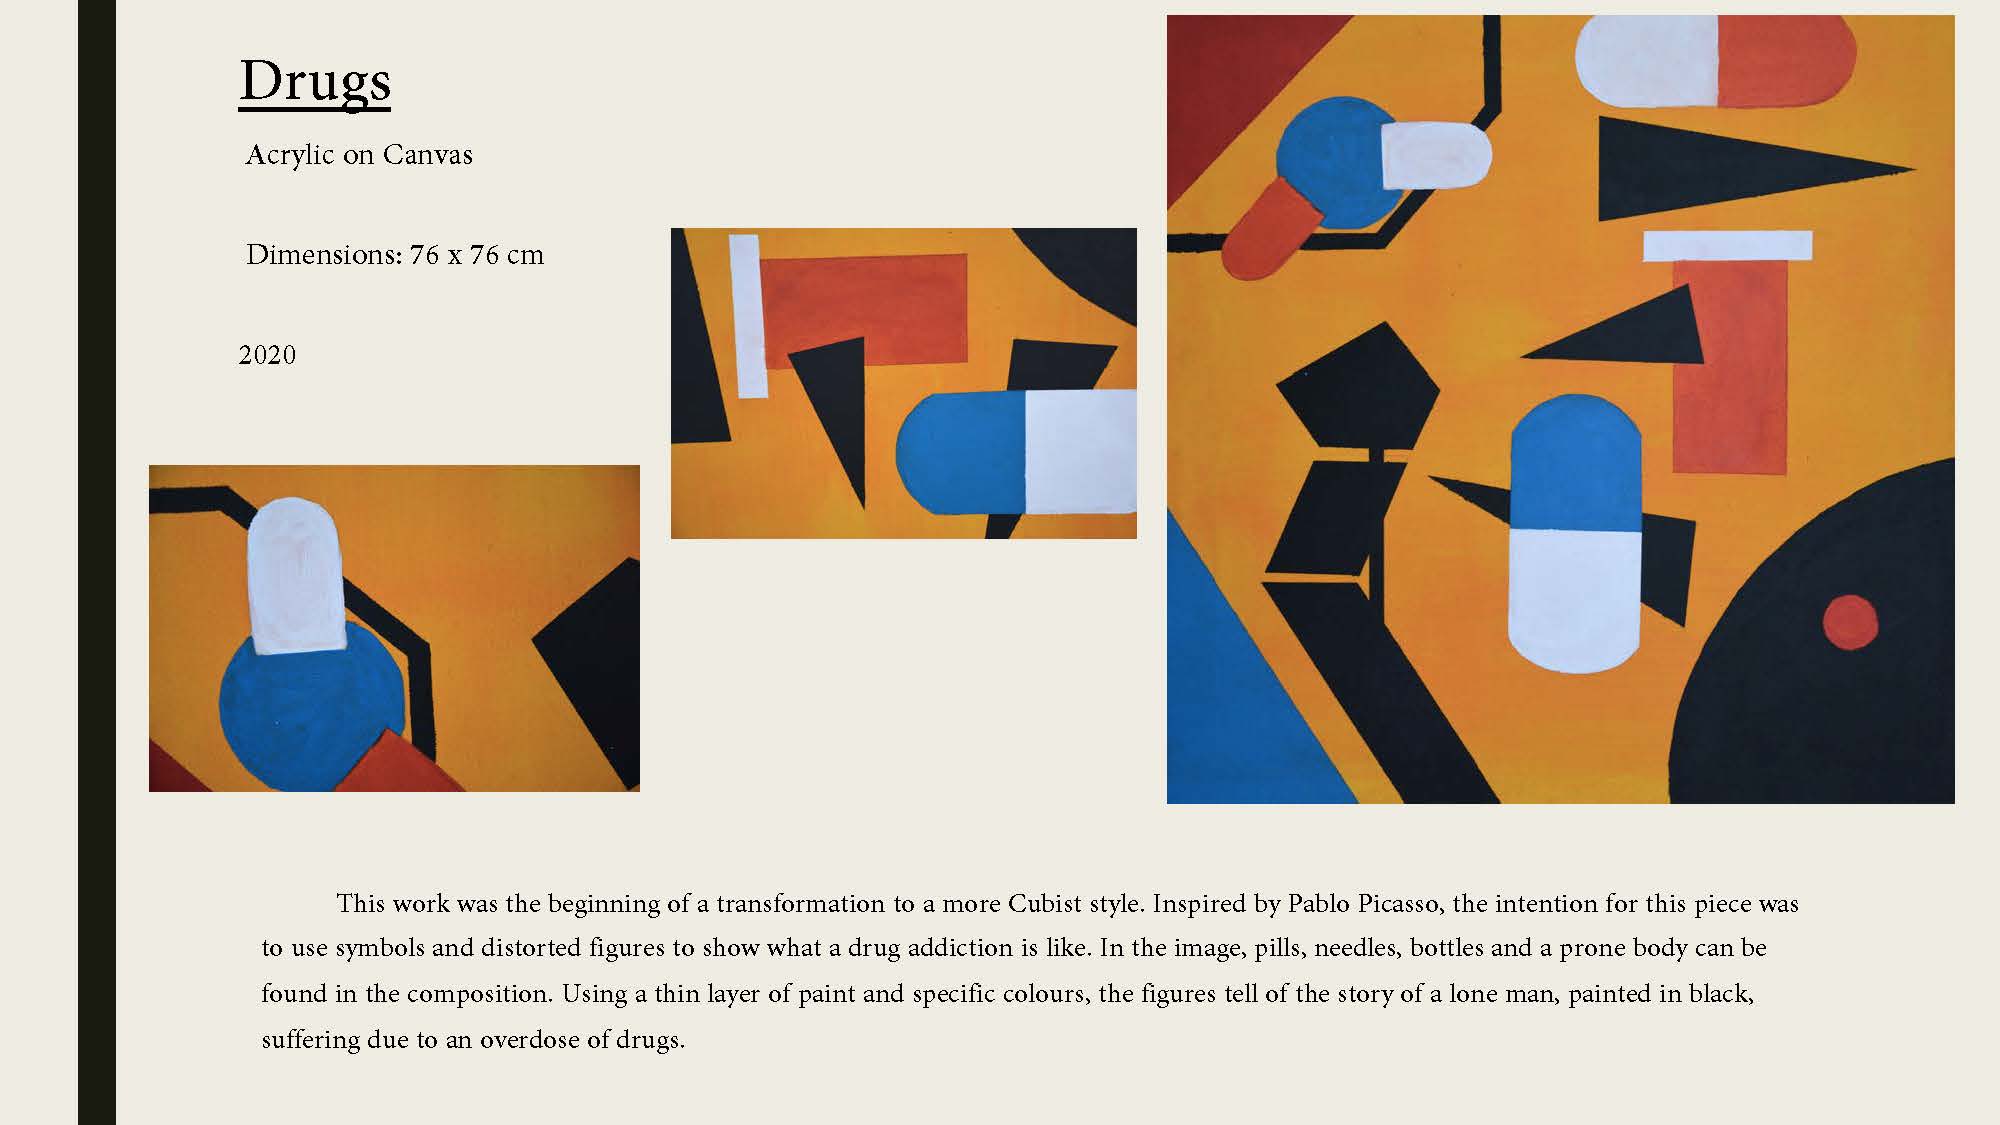 Drugs
Acrylic on Canvas
Dimensions: 76 x 76 cm
2020
This work was the beginning of a transformation to a more Cubist style. Inspired by Pablo Picasso, the intention for this piece was
to use symbols and distorted figures to show what a drug addiction is like. In the image, pills, needles, bottles and a prone body can be
found in the composition. Using a thin layer of paint and specific colours, the figures tell of the story of a lone man, painted in black,
suffering due to an overdose of drugs.